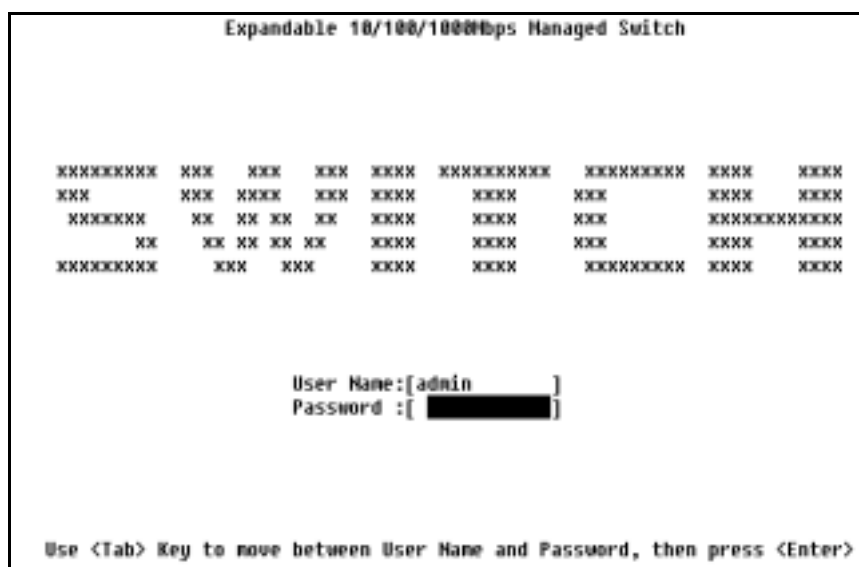 Expandable 10/100/1000Mbps Managed Switch
SWITCH
User Name:[admin ]
Password :[ ]
Use <Tab> Key to move between User Name and Password, then press <Enter>